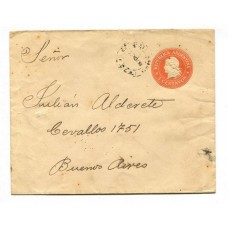 Señor
Julián Alderete
Cevallos 1751
Buenos Aires